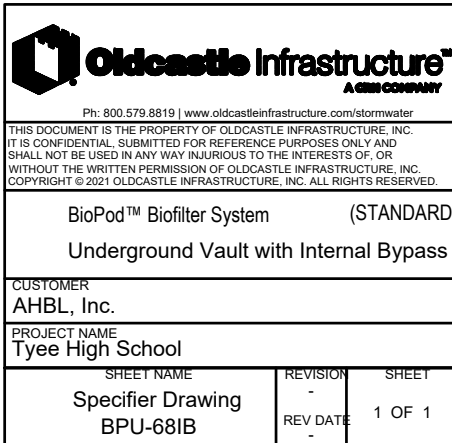 Oldcastle Infrastructure™
A CRH COMPANY
Ph: 800.579.8819 | www.oldcastleinfrastructure.com/stormwater
THIS DOCUMENT IS THE PROPERTY OF OLDCASTLE INFRASTRUCTURE, INC.
IT IS CONFIDENTIAL, SUBMITTED FOR REFERENCE PURPOSES ONLY AND
SHALL NOT BE USED IN ANY WAY INJURIOUS TO THE INTERESTS OF, OR
WITHOUT THE WRITTEN PERMISSION OF OLDCASTLE INFRASTRUCTURE, INC.
COPYRIGHT © 2021 OLDCASTLE INFRASTRUCTURE, INC. ALL RIGHTS RESERVED.
BioPod™ Biofilter System (STANDARD
Underground Vault with Internal Bypass
CUSTOMER
AHBL, Inc.
PROJECT NAME
Tyee High School
SHEET NAME
Specifier Drawing
BPU-68IB
REVISION
-
REV DATE
-
SHEET
1 OF 1